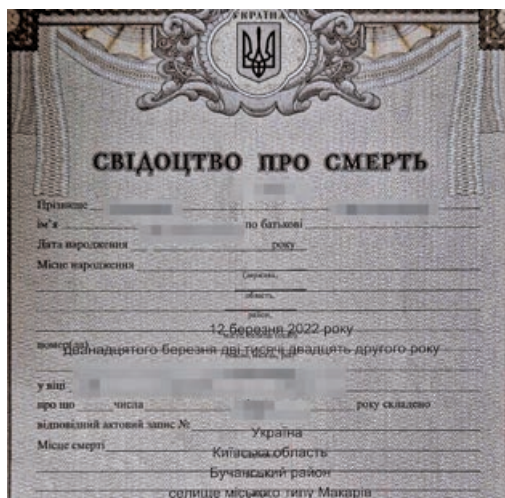 УКРАЇНА
СВІДОЦТВО ПРО СМЕРТЬ
Прізвище
ім'я по батькові
Дата народження року
Місце народження
(держава,
область,
район,
12 березня 2022 року
помер(ла)
дванадцятого березня дві тисячі двадцять другого року
у віці
про що числа року складено
відповідний актовий запис №
Україна
Місце смерті
Київська область
Бучанський район
селище міського типу Макарів